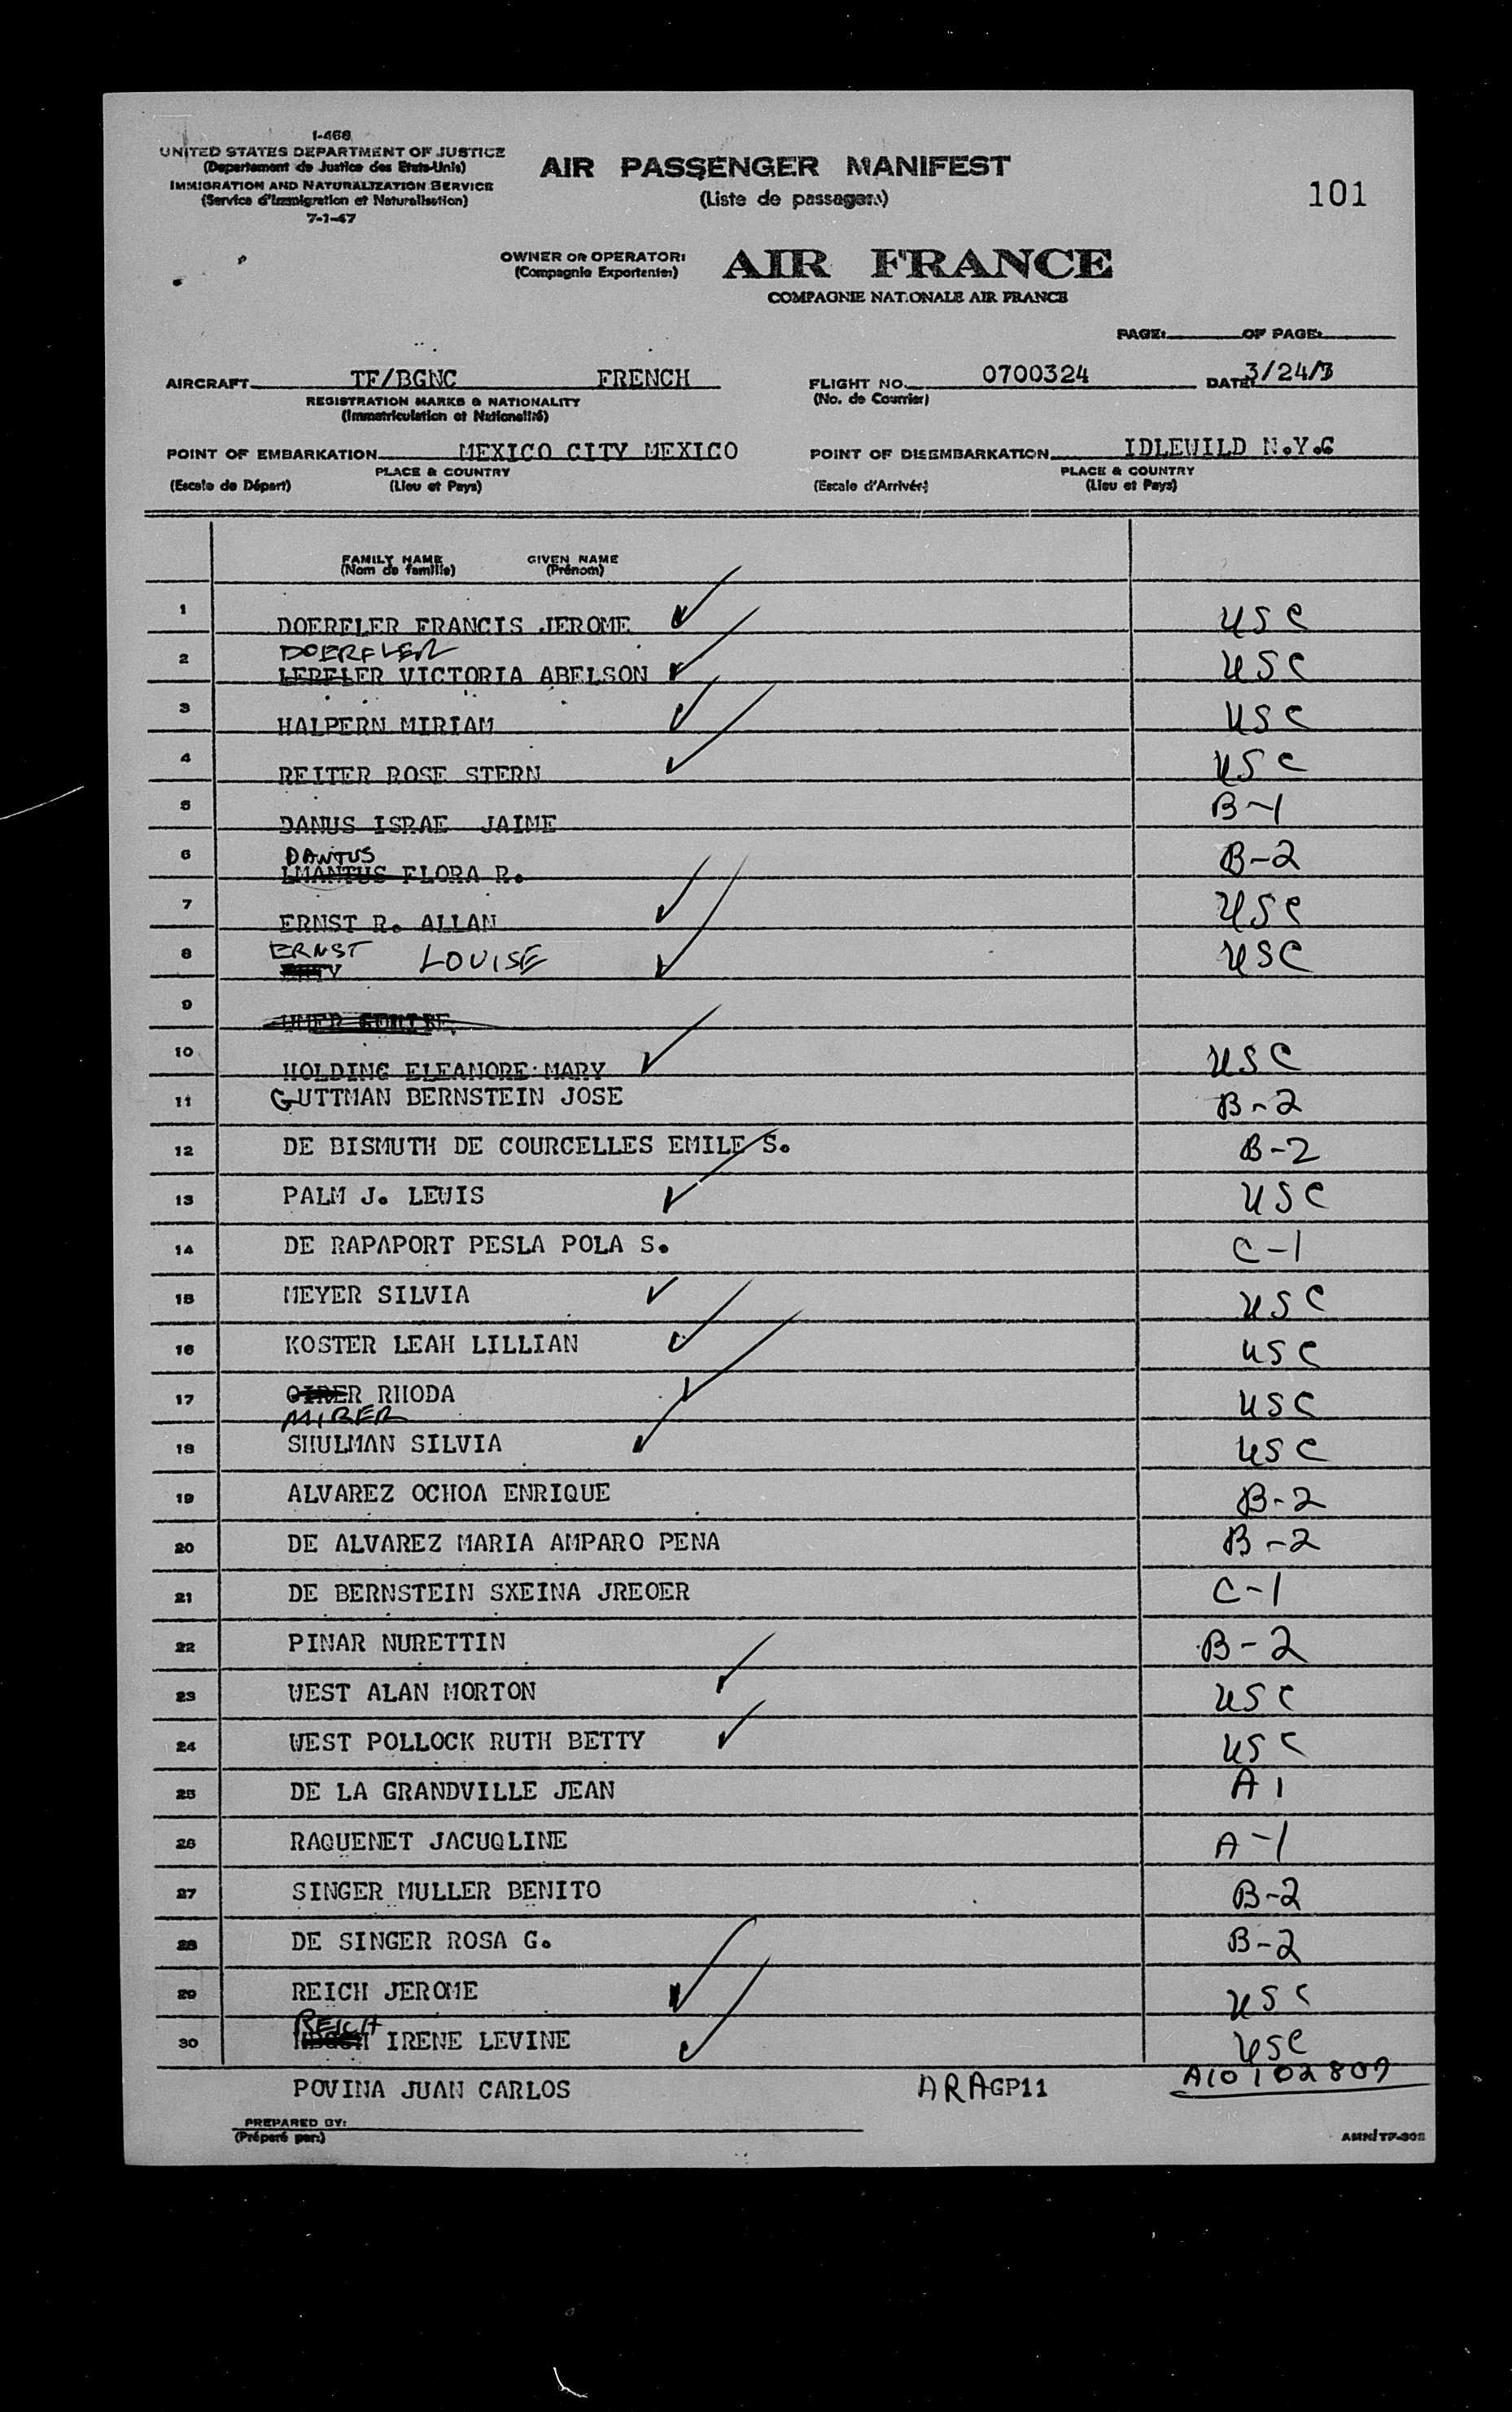 I-468
UNITED STATES DEPARTMENT OF JUSTICE
(Departement de Justice des Etats-Unis)
IMMIGRATION AND NATURALIZATION SERVICE
(Service d'Immigration et Naturalisation)
7-1-47
AIR PASSENGER MANIFEST
(Liste de passagers)
101
OWNER OR OPERATOR:
(Compagnie Exportente:)
AIR FRANCE
COMPAGNIE NATIONALE AIR FRANCE
PAGE: OF PAGE:
AIRCRAFT TF/BGNC FRENCH
REGISTRATION MARKS & NATIONALITY
(Immatriculation et Nationalité)
FLIGHT NO. 0700324 DATE: 3/24/3
(No. de Courrier)
POINT OF EMBARKATION MEXICO CITY MEXICO
PLACE & COUNTRY
(Escale de Départ) (Lieu et Pays)
POINT OF DISEMBARKATION IDLEWILD N.Y.C
PLACE & COUNTRY
(Escale d'Arrivér:) (Lieu et Pays)
FAMILY NAME GIVEN NAME
(Nom de famille) (Prénom)
1 DOERFLER FRANCIS JEROME USC
DOERFLER
2 LEREFLER VICTORIA ABELSON USC
3 HALPERN MIRIAM USC
4 REITER ROSE STERN USC
5 DANUS ISRAE JAIME B-1
DANTUS
6 LMANTUS FLORA R. B-2
7 ERNST R. ALLAN USC
8 ERNST LOUISE USC
9
10 HOLDING ELEANORE MARY USC
11 GUTTMAN BERNSTEIN JOSE B-2
12 DE BISMUTH DE COURCELLES EMILE S. B-2
13 PALM J. LEWIS USC
14 DE RAPAPORT PESLA POLA S. C-1
15 MEYER SILVIA USC
16 KOSTER LEAH LILLIAN USC
17 RHODA USC
MIRER
18 SHULMAN SILVIA USC
19 ALVAREZ OCHOA ENRIQUE B-2
20 DE ALVAREZ MARIA AMPARO PENA B-2
21 DE BERNSTEIN SXEINA JREOER C-1
22 PINAR NURETTIN B-2
23 WEST ALAN MORTON USC
24 WEST POLLOCK RUTH BETTY USC
25 DE LA GRANDVILLE JEAN A 1
26 RAQUENET JACUQLINE A-1
27 SINGER MULLER BENITO B-2
28 DE SINGER ROSA G. B-2
29 REICH JEROME USC
REICH
30 IRENE LEVINE USC
POVINA JUAN CARLOS ARAGP11 A10102809
PREPARED BY:
(Préparé par:)
AMN/TP-302